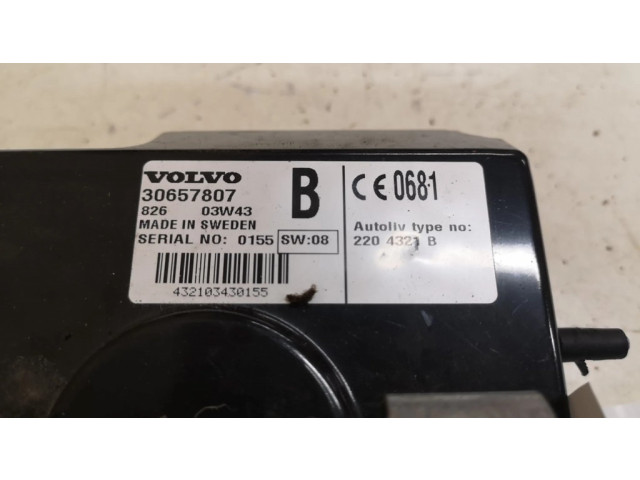 VOLVO
30657807
826 03W43
MADE IN SWEDEN
SERIAL NO: 0155 SW:08
432103430155
B
CE 0681
Autoliv type no:
220 4321 B